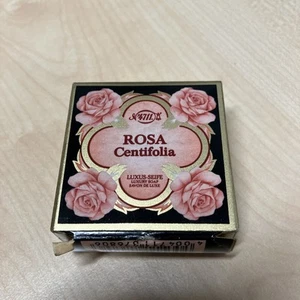 4711
ROSA
Centifolia
LUXUS-SEIFE
LUXURY SOAP
SAVON DE LUXE